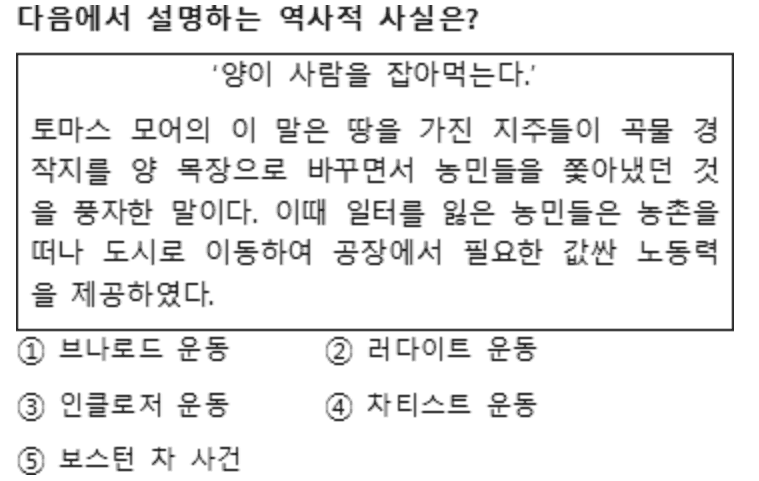 다음에서 설명하는 역사적 사실은?
‘양이 사람을 잡아먹는다.’
토마스 모어의 이 말은 땅을 가진 지주들이 곡물 경
작지를 양 목장으로 바꾸면서 농민들을 쫓아냈던 것
을 풍자한 말이다. 이때 일터를 잃은 농민들은 농촌을
떠나 도시로 이동하여 공장에서 필요한 값싼 노동력
을 제공하였다.
① 브나로드 운동 ② 러다이트 운동
③ 인클로저 운동 ④ 차티스트 운동
⑤ 보스턴 차 사건